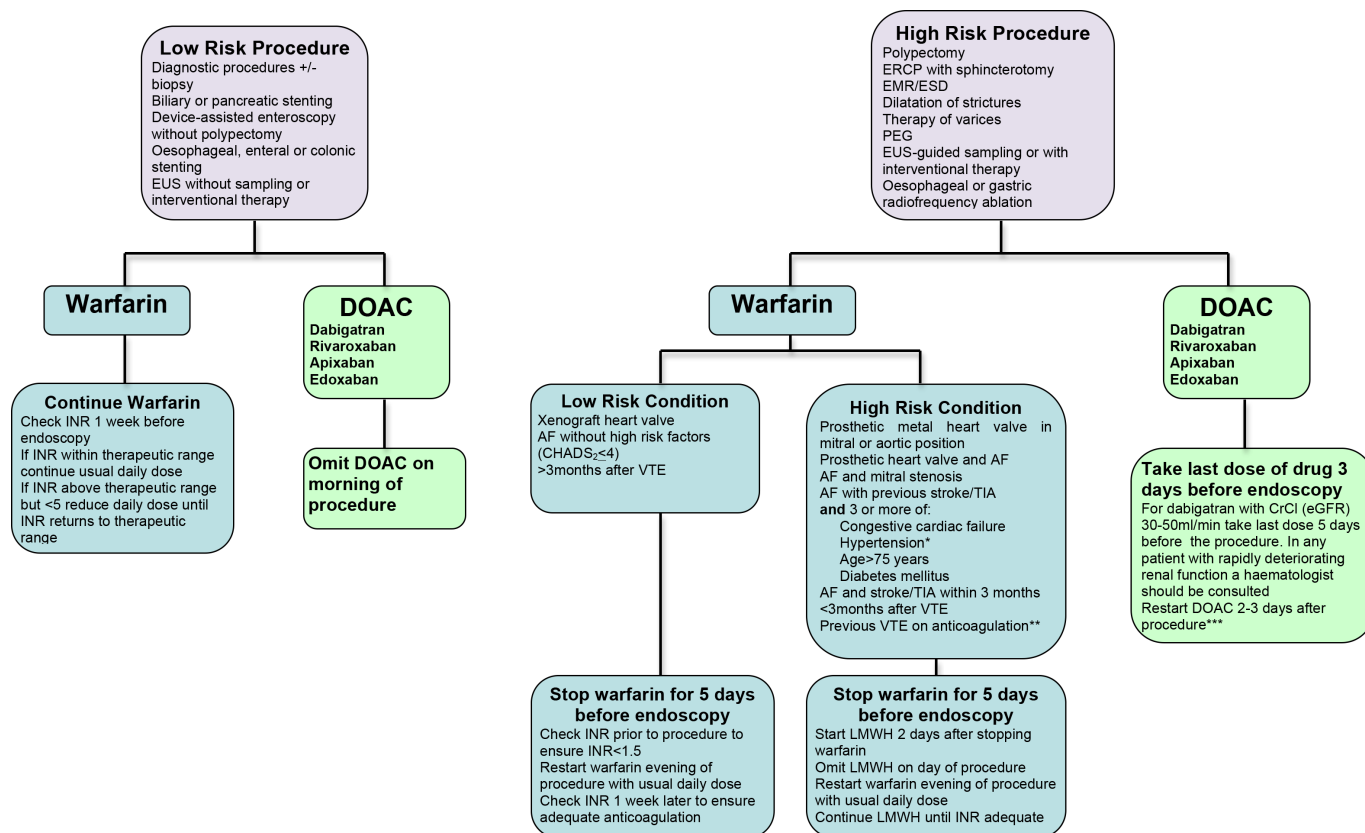 Low Risk Procedure
Diagnostic procedures +/-
biopsy
Biliary or pancreatic stenting
Device-assisted enteroscopy
without polypectomy
Oesophageal, enteral or colonic
stenting
EUS without sampling or
interventional therapy
High Risk Procedure
Polypectomy
ERCP with sphincterotomy
EMR/ESD
Dilatation of strictures
Therapy of varices
PEG
EUS-guided sampling or with
interventional therapy
Oesophageal or gastric
radiofrequency ablation
Warfarin
DOAC
Dabigatran
Rivaroxaban
Apixaban
Edoxaban
Warfarin
DOAC
Dabigatran
Rivaroxaban
Apixaban
Edoxaban
Continue Warfarin
Check INR 1 week before
endoscopy
If INR within therapeutic range
continue usual daily dose
If INR above therapeutic range
but <5 reduce daily dose until
INR returns to therapeutic
range
Omit DOAC on
morning of
procedure
Low Risk Condition
Xenograft heart valve
AF without high risk factors
(CHADS₂≤4)
>3months after VTE
High Risk Condition
Prosthetic metal heart valve in
mitral or aortic position
Prosthetic heart valve and AF
AF and mitral stenosis
AF with previous stroke/TIA
and 3 or more of:
Congestive cardiac failure
Hypertension*
Age>75 years
Diabetes mellitus
AF and stroke/TIA within 3 months
<3months after VTE
Previous VTE on anticoagulation**
Take last dose of drug 3
days before endoscopy
For dabigatran with CrCl (eGFR)
30-50ml/min take last dose 5 days
before the procedure. In any
patient with rapidly deteriorating
renal function a haematologist
should be consulted
Restart DOAC 2-3 days after
procedure***
Stop warfarin for 5 days
before endoscopy
Check INR prior to procedure to
ensure INR<1.5
Restart warfarin evening of
procedure with usual daily dose
Check INR 1 week later to ensure
adequate anticoagulation
Stop warfarin for 5 days
before endoscopy
Start LMWH 2 days after stopping
warfarin
Omit LMWH on day of procedure
Restart warfarin evening of procedure
with usual daily dose
Continue LMWH until INR adequate